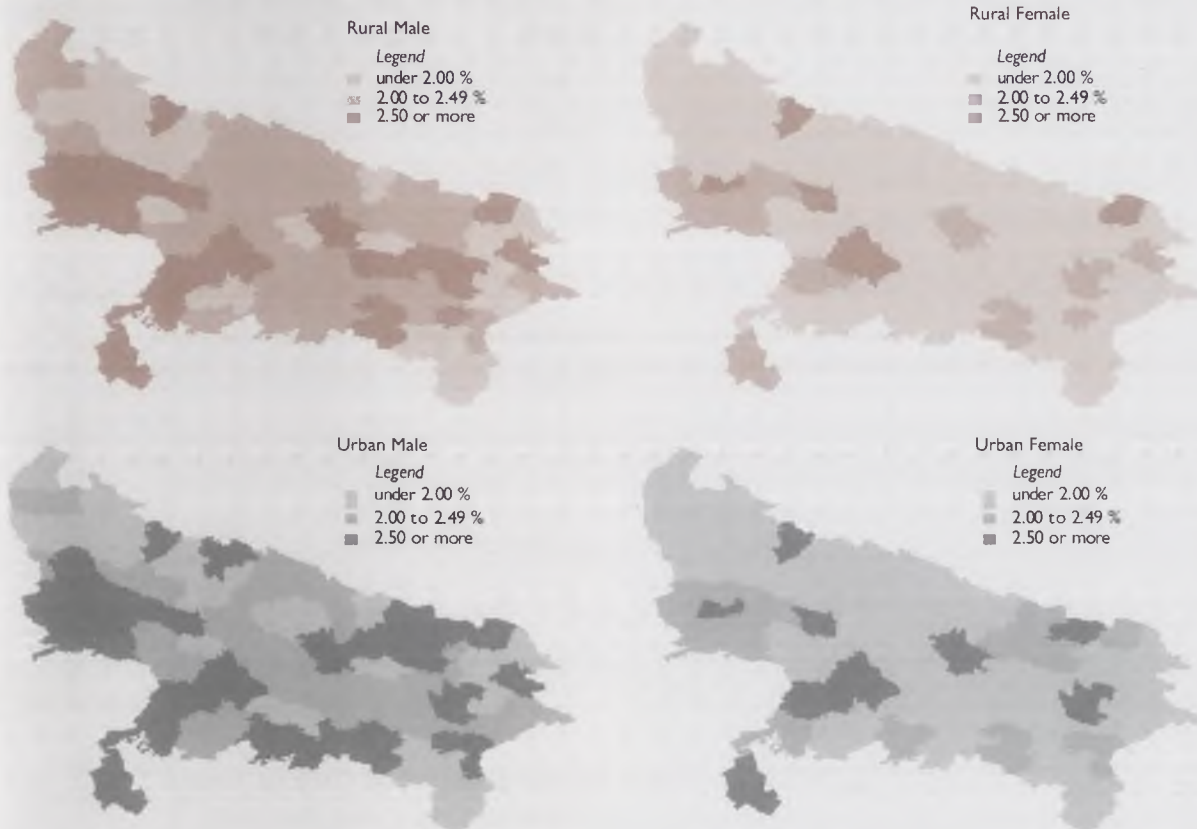 Rural Male
Legend
under 2.00 %
2.00 to 2.49 %
2.50 or more
Rural Female
Legend
under 2.00 %
2.00 to 2.49 %
2.50 or more
Urban Male
Legend
under 2.00 %
2.00 to 2.49 %
2.50 or more
Urban Female
Legend
under 2.00 %
2.00 to 2.49 %
2.50 or more